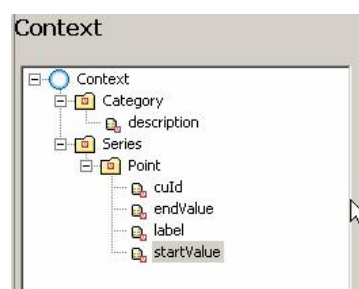 Context
Context
Category
description
Series
Point
cuId
endValue
label
startValue